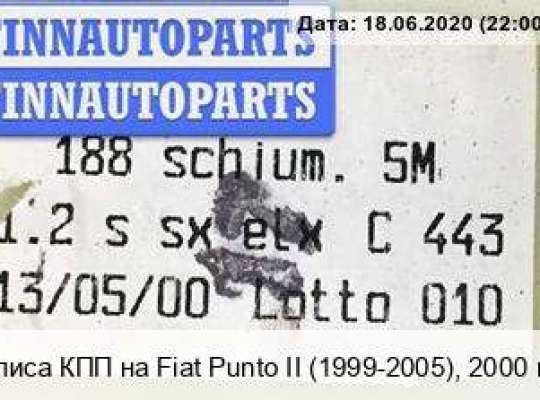 Дата: 18.06.2020 (22:00
INNAUTOPARTS
INNAUTOPARTS
188 schium. 5M
1.2 s sx elx C 443
13/05/00 Lotto 010
лиса КПП на Fiat Punto II (1999-2005), 2000